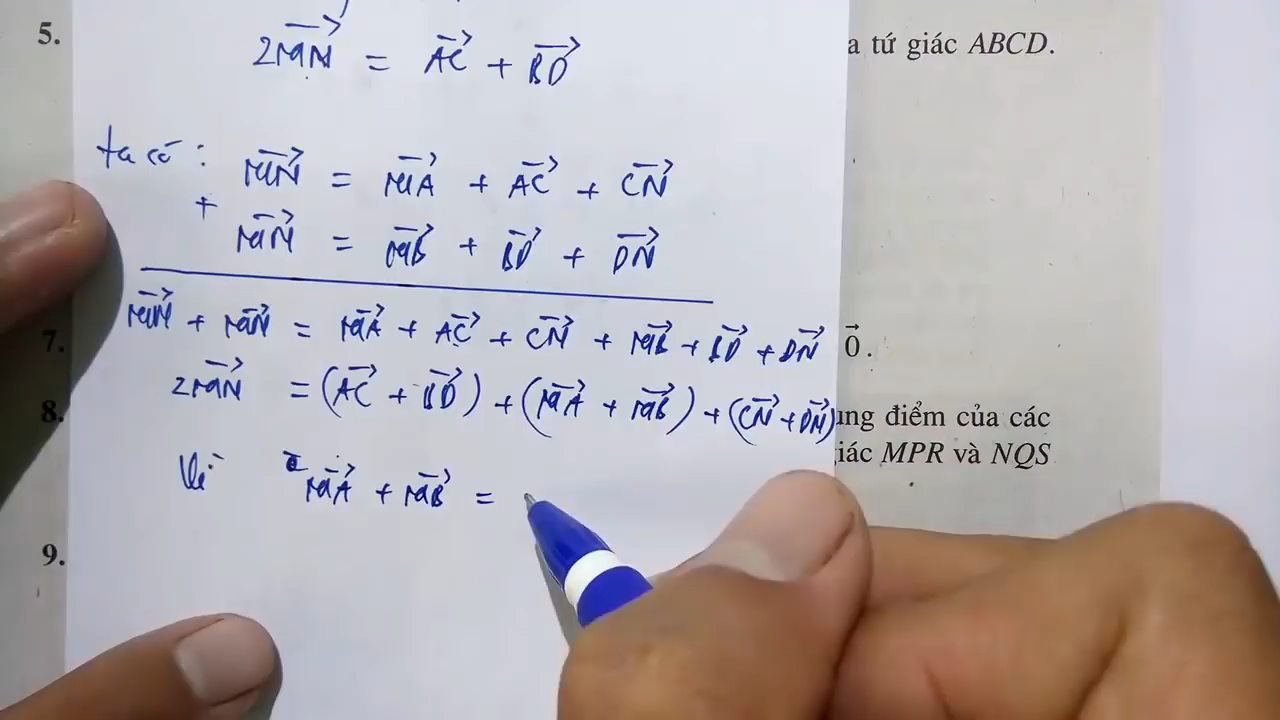 5.
a tứ giác ABCD.
2MN⃗ = AC⃗ + BD⃗
ta có : MN⃗ = MA⃗ + AC⃗ + CN⃗
+
MN⃗ = MB⃗ + BD⃗ + DN⃗
MN⃗ + MN⃗ = MA⃗ + AC⃗ + CN⃗ + MB⃗ + BD⃗ + DN⃗
7.
0⃗ .
2MN⃗ = (AC⃗ + BD⃗) + (MA⃗ + MB⃗) + (CN⃗ + DN⃗)
8.
ung điểm của các
giác MPR và NQS
Vì MA⃗ + MB⃗ =
9.